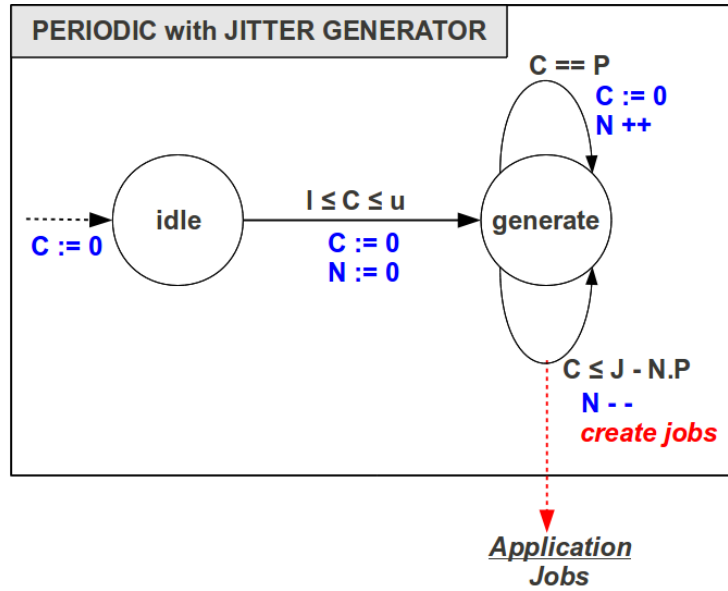 PERIODIC with JITTER GENERATOR
C == P
C := 0
N ++
idle
l ≤ C ≤ u
generate
C := 0
C := 0
N := 0
C ≤ J - N.P
N - -
create jobs
Application
Jobs